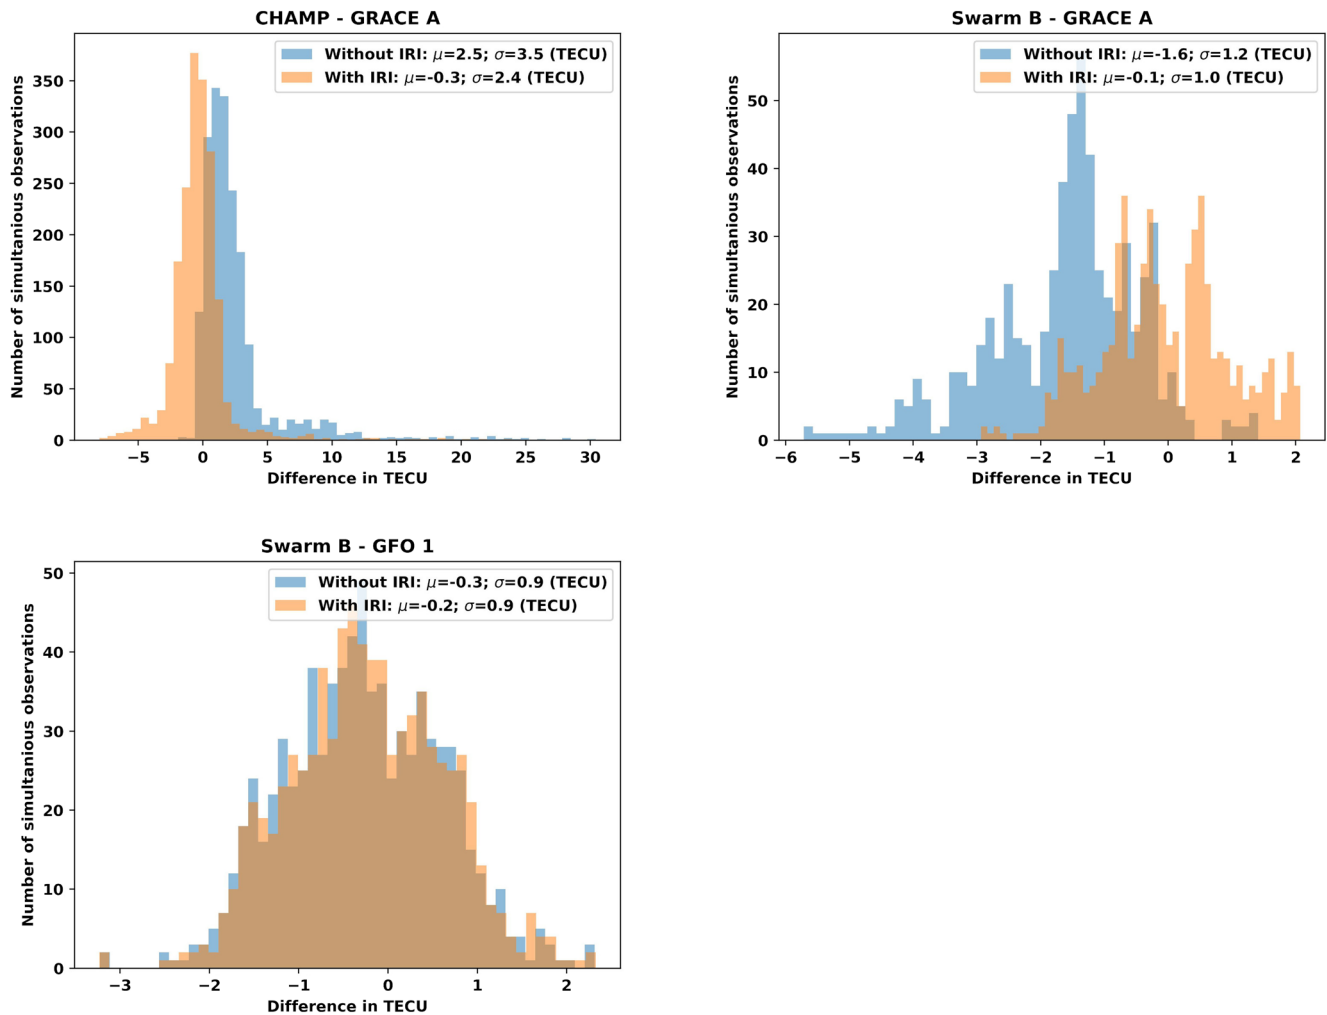 CHAMP - GRACE A
Without IRI: μ=2.5; σ=3.5 (TECU)
With IRI: μ=-0.3; σ=2.4 (TECU)
Number of simultanious observations
350
300
250
200
150
100
50
0
−5 0 5 10 15 20 25 30
Difference in TECU
Swarm B - GRACE A
Without IRI: μ=-1.6; σ=1.2 (TECU)
With IRI: μ=-0.1; σ=1.0 (TECU)
Number of simultanious observations
50
40
30
20
10
0
−6 −5 −4 −3 −2 −1 0 1 2
Difference in TECU
Swarm B - GFO 1
Without IRI: μ=-0.3; σ=0.9 (TECU)
With IRI: μ=-0.2; σ=0.9 (TECU)
Number of simultanious observations
50
40
30
20
10
0
−3 −2 −1 0 1 2
Difference in TECU